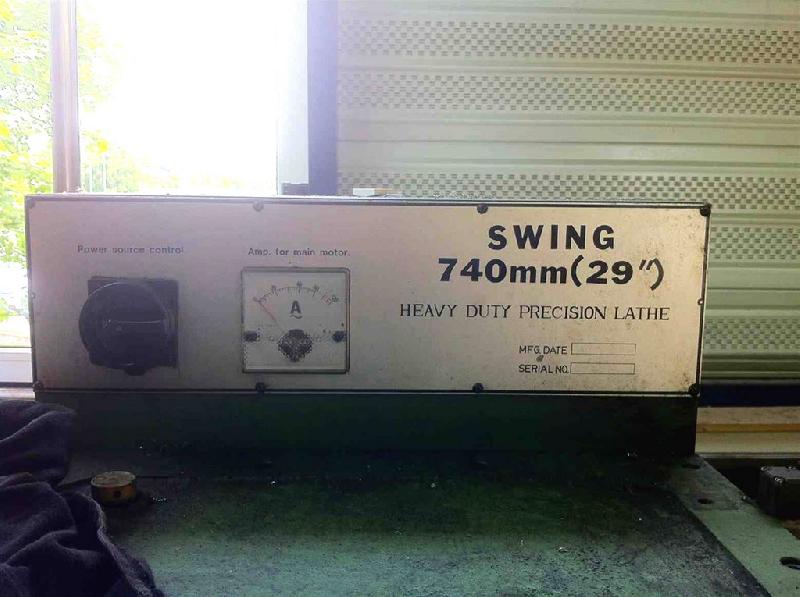 Power source control
Amp. for main motor.
A
SWING
740mm(29")
HEAVY DUTY PRECISION LATHE
MFG. DATE
SERIAL NO.